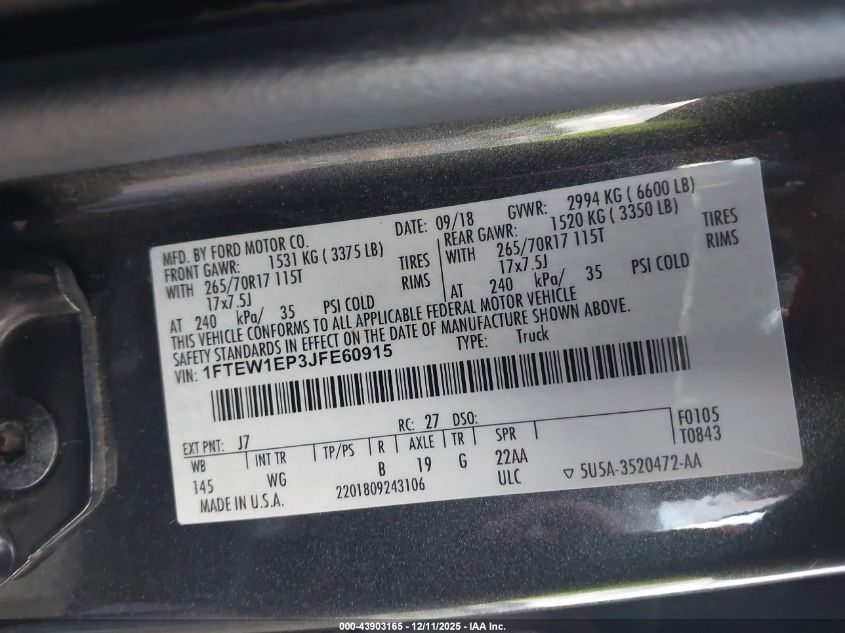 MFD. BY FORD MOTOR CO. DATE: 09/18 GVWR: 2994 KG ( 6600 LB)
FRONT GAWR: 1531 KG ( 3375 LB) REAR GAWR: 1520 KG ( 3350 LB)
WITH 265/70R17 115T TIRES WITH 265/70R17 115T TIRES
17x7.5J RIMS 17x7.5J RIMS
AT 240 kPa/ 35 PSI COLD AT 240 kPa/ 35 PSI COLD
THIS VEHICLE CONFORMS TO ALL APPLICABLE FEDERAL MOTOR VEHICLE
SAFETY STANDARDS IN EFFECT ON THE DATE OF MANUFACTURE SHOWN ABOVE.
VIN: 1FTEW1EP3JFE60915 TYPE: Truck
EXT PNT: J7 RC: 27 DSO: F0105
WB INT TR TP/PS R AXLE TR SPR T0843
145 WG B 19 G 22AA
ULC
MADE IN U.S.A. 2201809243106 ▽ 5U5A-3520472-AA
000-43903165 - 12/11/2025 - IAA Inc.